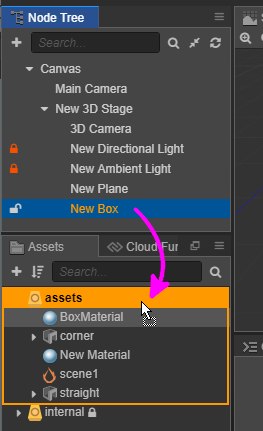 Node Tree
Search...
Canvas
Main Camera
New 3D Stage
3D Camera
New Directional Light
New Ambient Light
New Plane
New Box
Assets
Cloud Fur
Search...
assets
BoxMaterial
corner
New Material
scene1
straight
internal